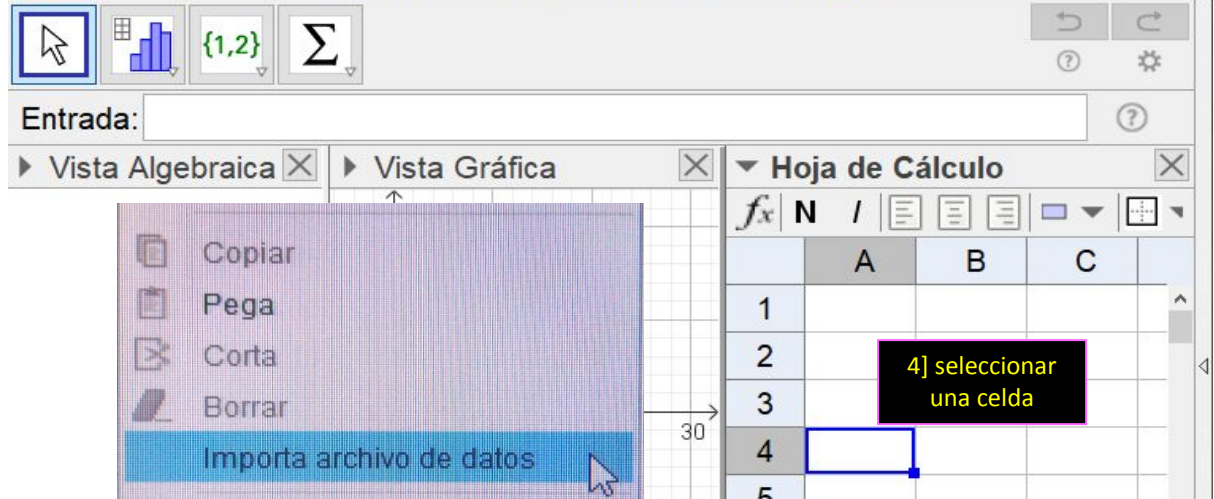 {1,2}
Σ
Entrada:
Vista Algebraica
Vista Gráfica
Hoja de Cálculo
fx N I
A B C
1
2
3
4
5
30
Copiar
Pega
Corta
Borrar
Importa archivo de datos
4] seleccionar
una celda